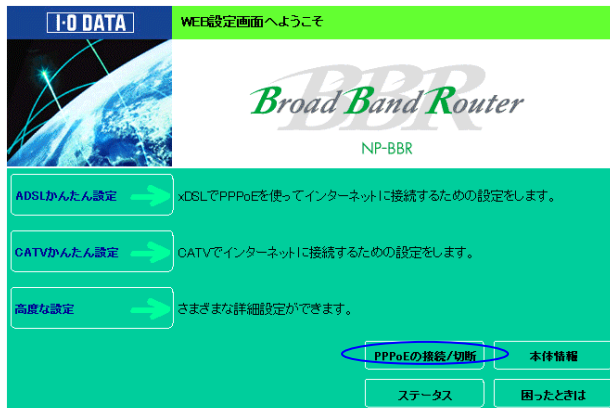 I·O DATA
WEB設定画面へようこそ
BBR
Broad Band Router
NP-BBR
ADSLかんたん設定
xDSLでPPPoEを使ってインターネットに接続するための設定をします。
CATVかんたん設定
CATVでインターネットに接続するための設定をします。
高度な設定
さまざまな詳細設定ができます。
PPPoEの接続/切断
本体情報
ステータス
困ったときは